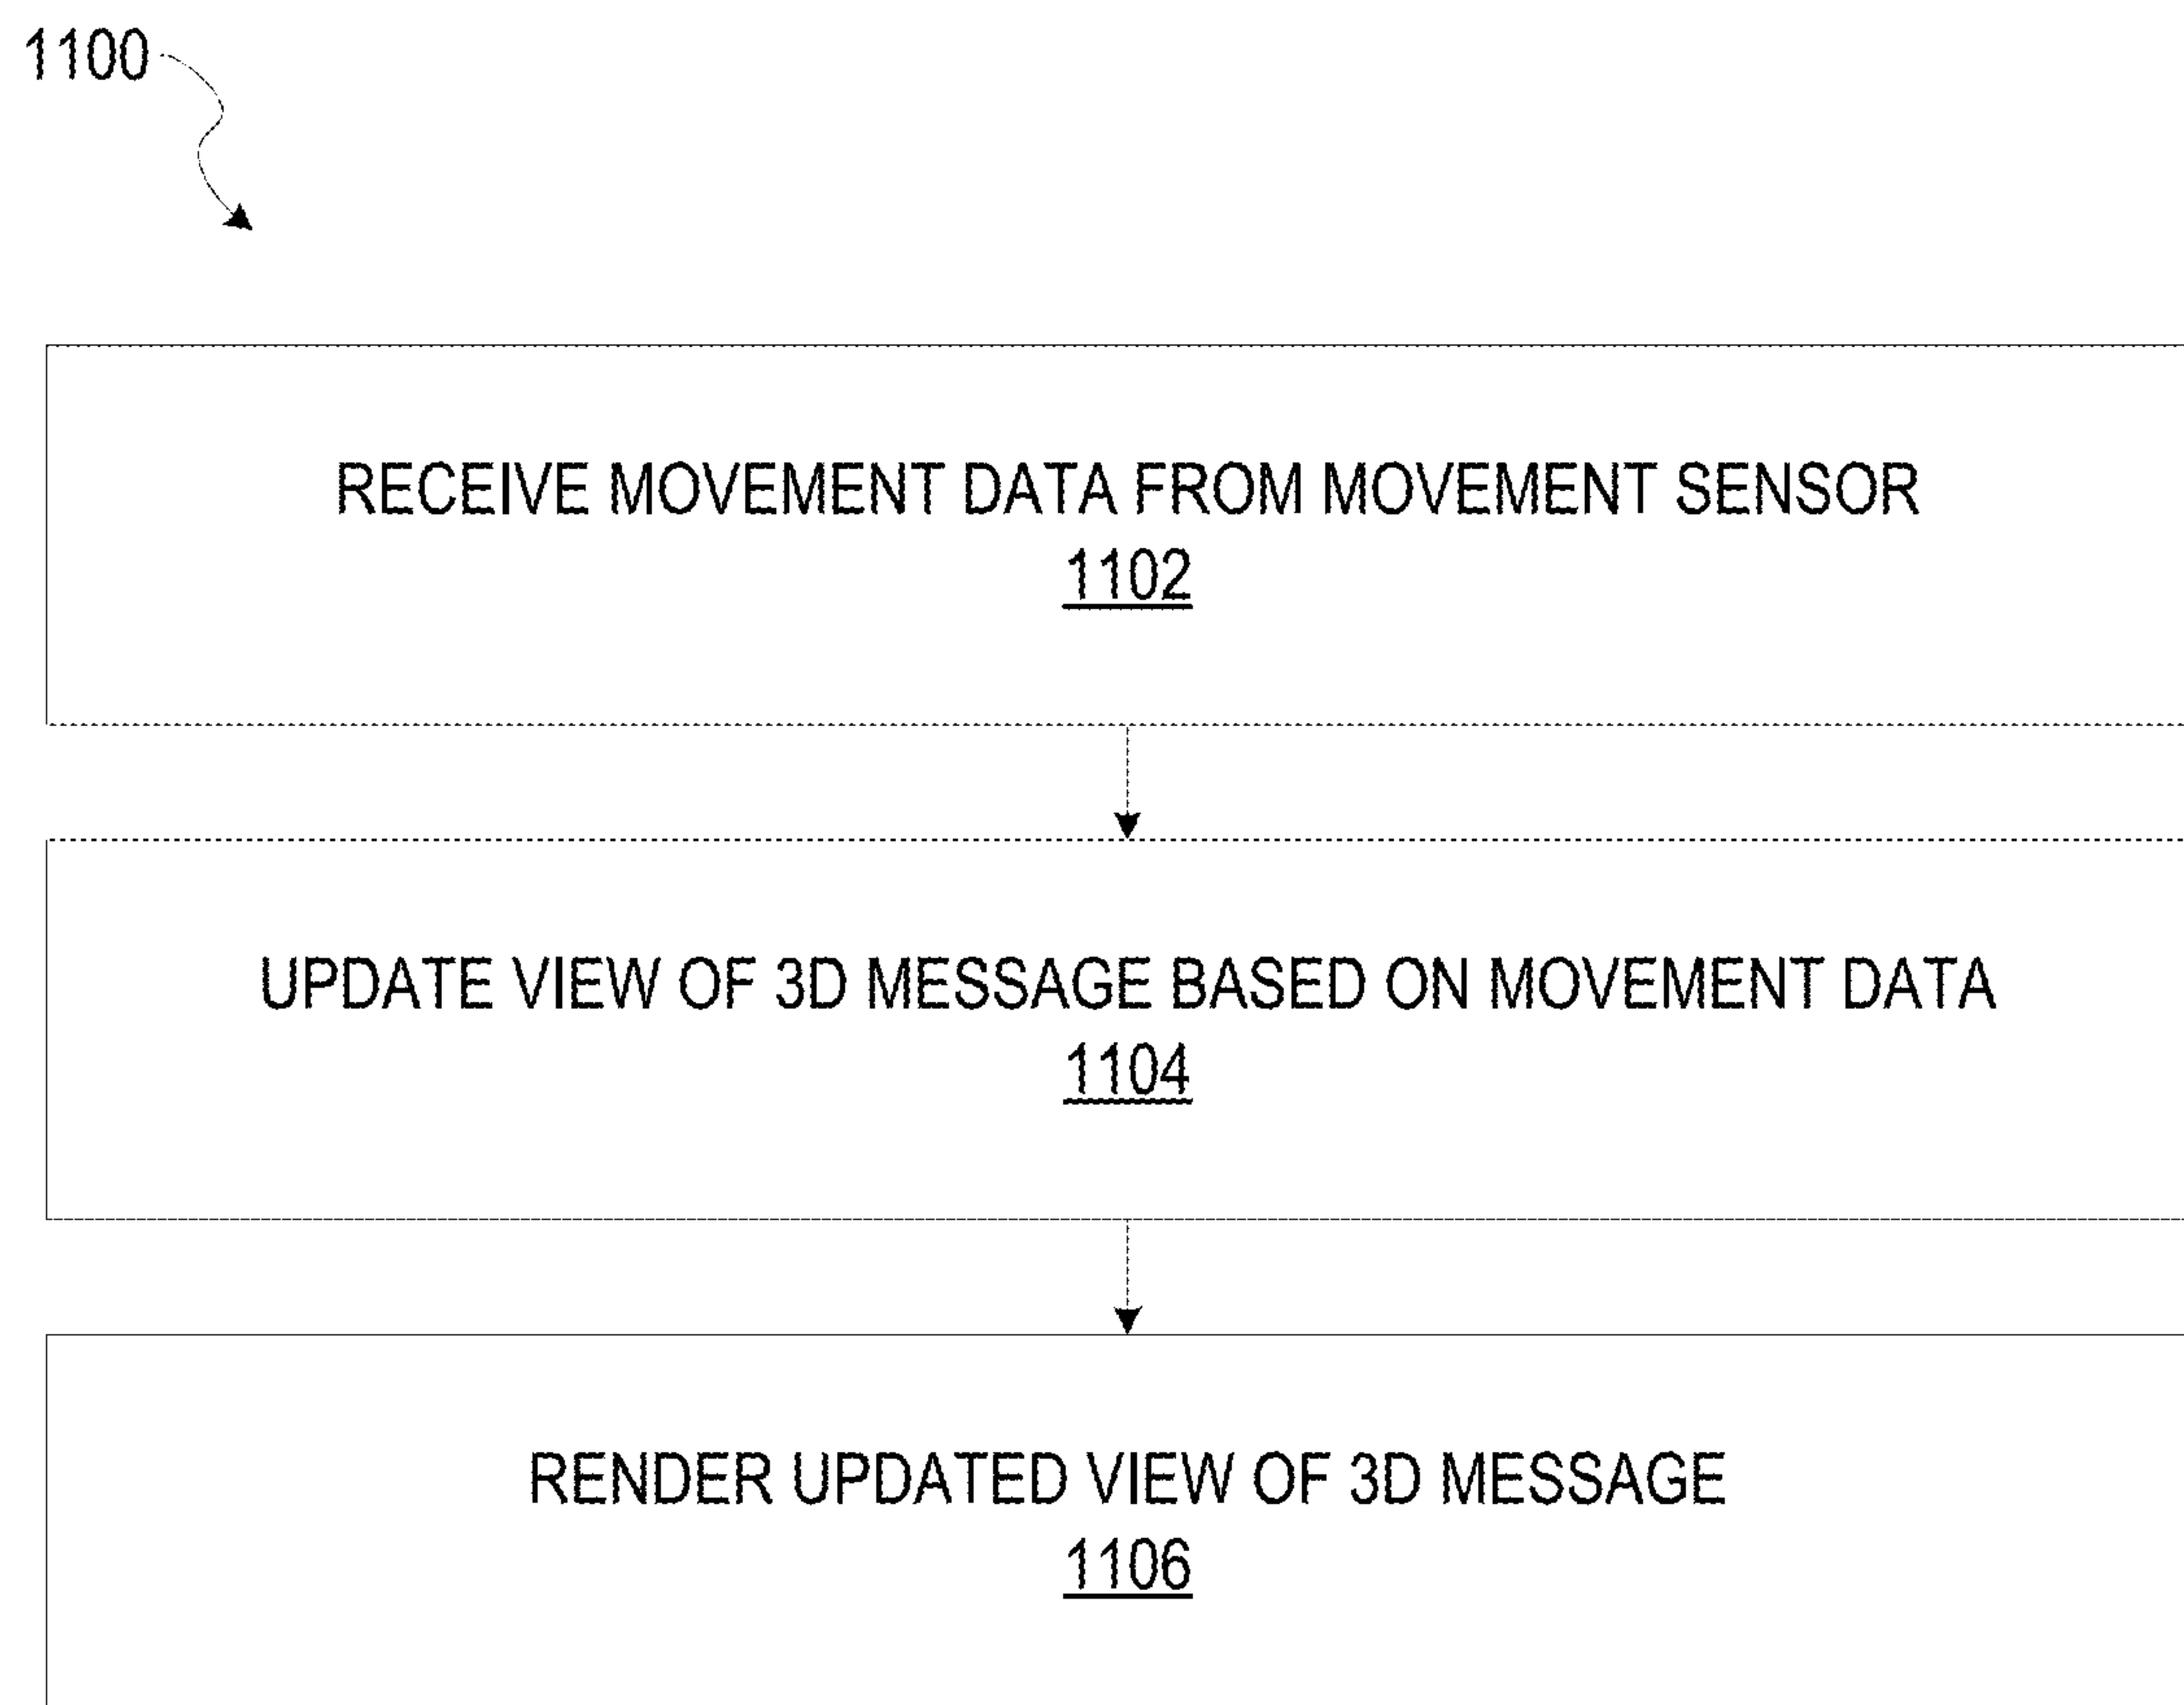 1100
RECEIVE MOVEMENT DATA FROM MOVEMENT SENSOR
1102
UPDATE VIEW OF 3D MESSAGE BASED ON MOVEMENT DATA
1104
RENDER UPDATED VIEW OF 3D MESSAGE
1106